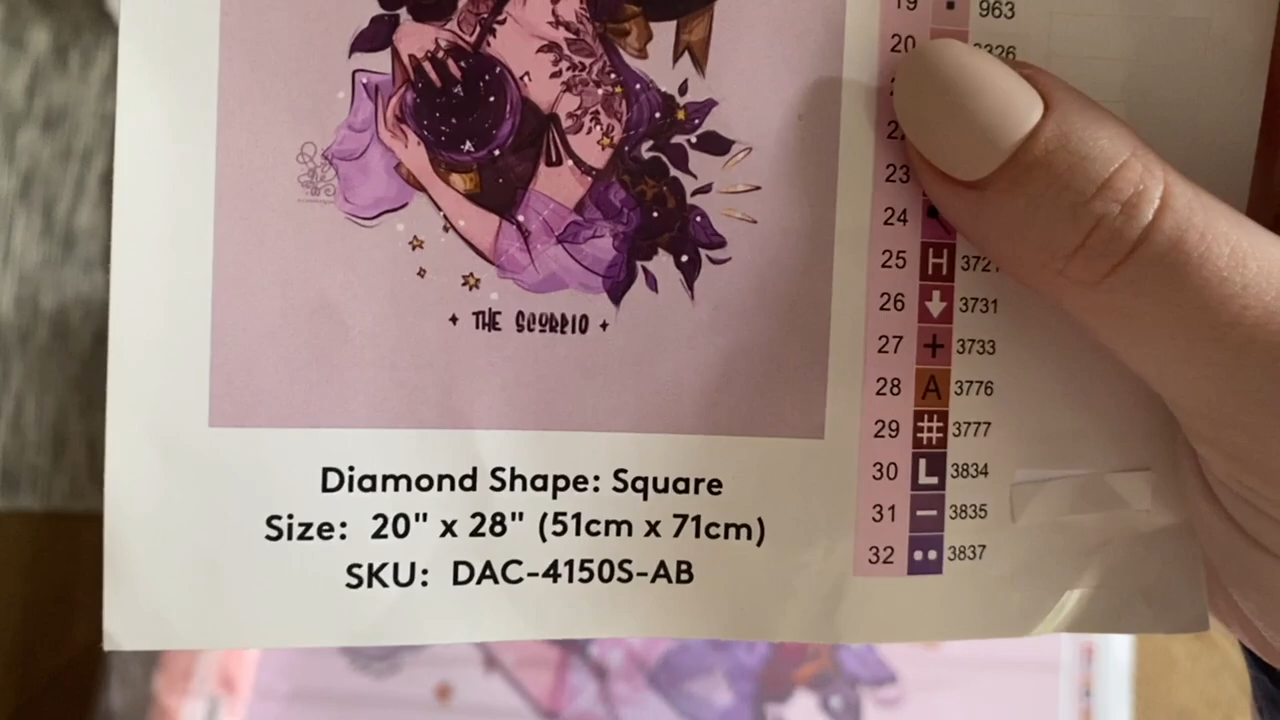 19 963
20
23
24
25 H
26 3731
27 + 3733
28 A 3776
29 # 3777
30 L 3834
31 3835
32 3837
+ THE SCORPIO +
Diamond Shape: Square
Size: 20" x 28" (51cm x 71cm)
SKU: DAC-4150S-AB